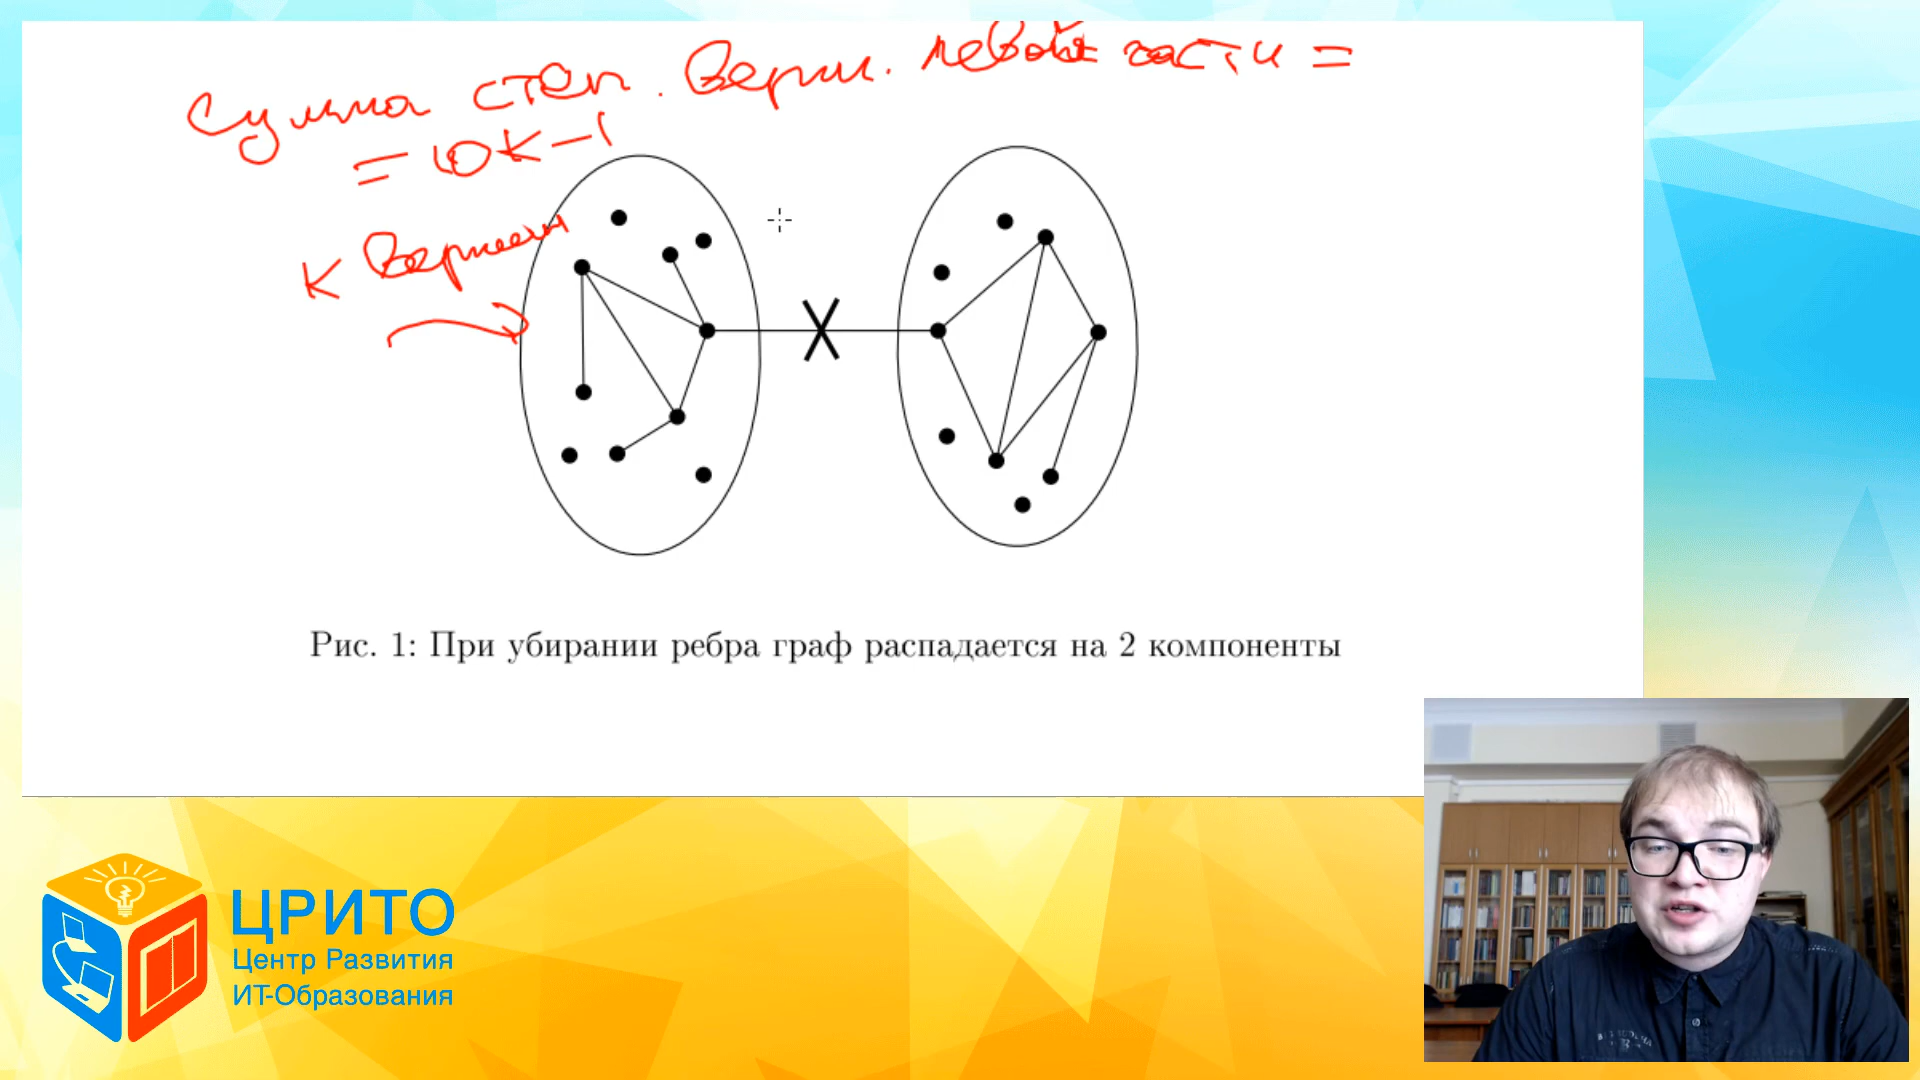 Сумма степ. верш. левой части =
= 10к-1
к вершин
Рис. 1: При убирании ребра граф распадается на 2 компоненты
ЦРИТО
Центр Развития
ИТ-Образования